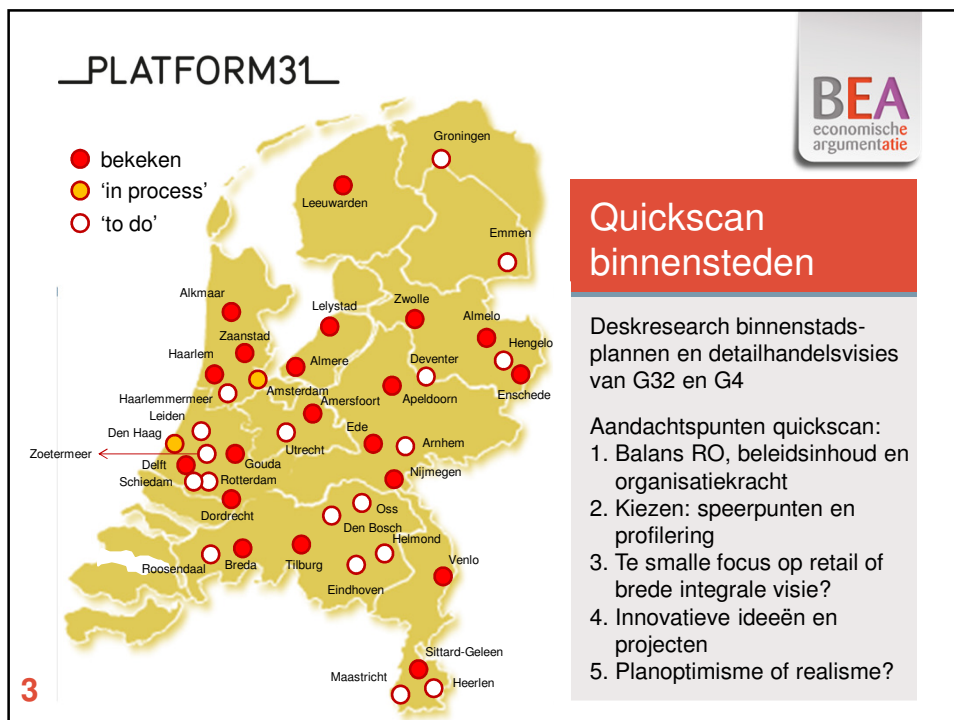 PLATFORM31
BEA
economische
argumentatie
bekeken
'in process'
'to do'
Groningen
Leeuwarden
Emmen
Alkmaar
Lelystad
Zwolle
Almelo
Zaanstad
Hengelo
Haarlem
Almere
Deventer
Haarlemmermeer
Amsterdam
Amersfoort
Apeldoorn
Enschede
Leiden
Den Haag
Utrecht
Ede
Arnhem
Zoetermeer
Delft
Gouda
Nijmegen
Schiedam
Rotterdam
Dordrecht
Oss
Den Bosch
Helmond
Roosendaal
Breda
Tilburg
Eindhoven
Venlo
Sittard-Geleen
Maastricht
Heerlen
Quickscan
binnensteden
Deskresearch binnenstads-
plannen en detailhandelsvisies
van G32 en G4
Aandachtspunten quickscan:
1. Balans RO, beleidsinhoud en
organisatiekracht
2. Kiezen: speerpunten en
profilering
3. Te smalle focus op retail of
brede integrale visie?
4. Innovatieve ideeën en
projecten
5. Planoptimisme of realisme?
3